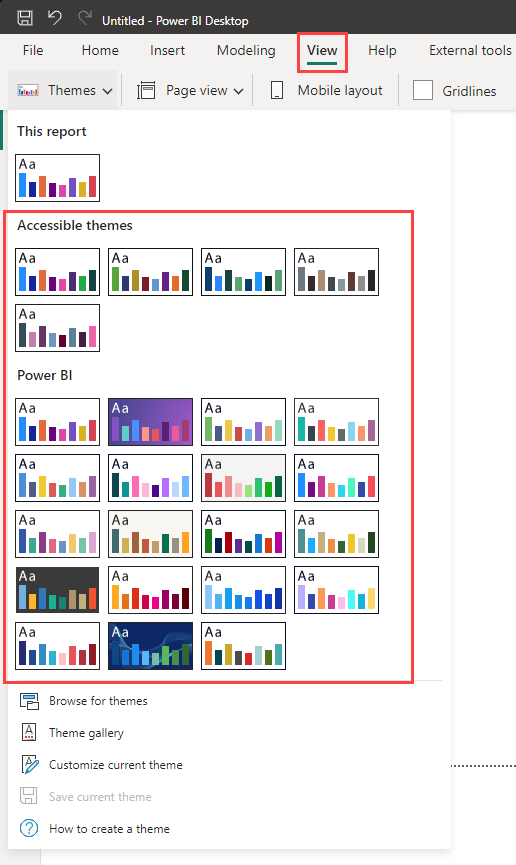 Untitled - Power BI Desktop
File Home Insert Modeling View Help External tools
Themes Page view Mobile layout Gridlines
This report
Aa
Accessible themes
Aa Aa Aa Aa
Aa
Power BI
Aa Aa Aa Aa
Aa Aa Aa Aa
Aa Aa Aa Aa
Aa Aa Aa Aa
Aa Aa Aa
Browse for themes
Theme gallery
Customize current theme
Save current theme
How to create a theme